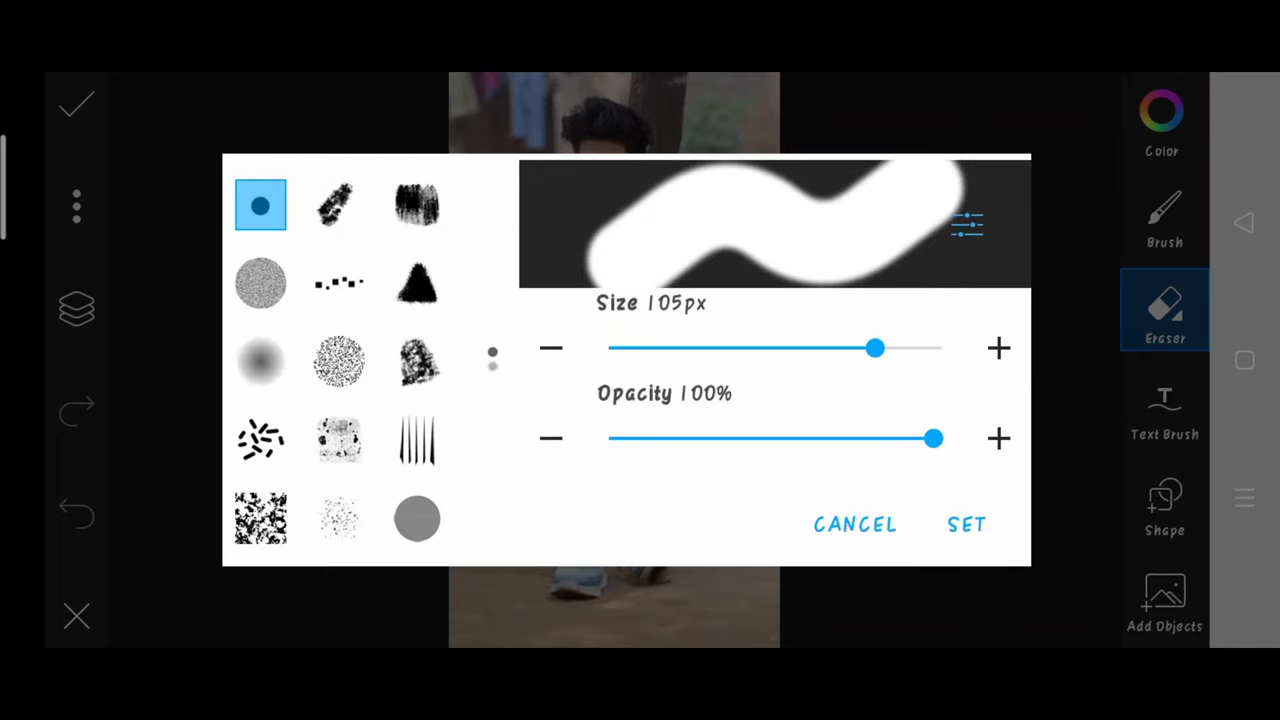 Color
Brush
Size 105px
Eraser
Opacity 100%
Text Brush
CANCEL SET
Shape
Add Objects